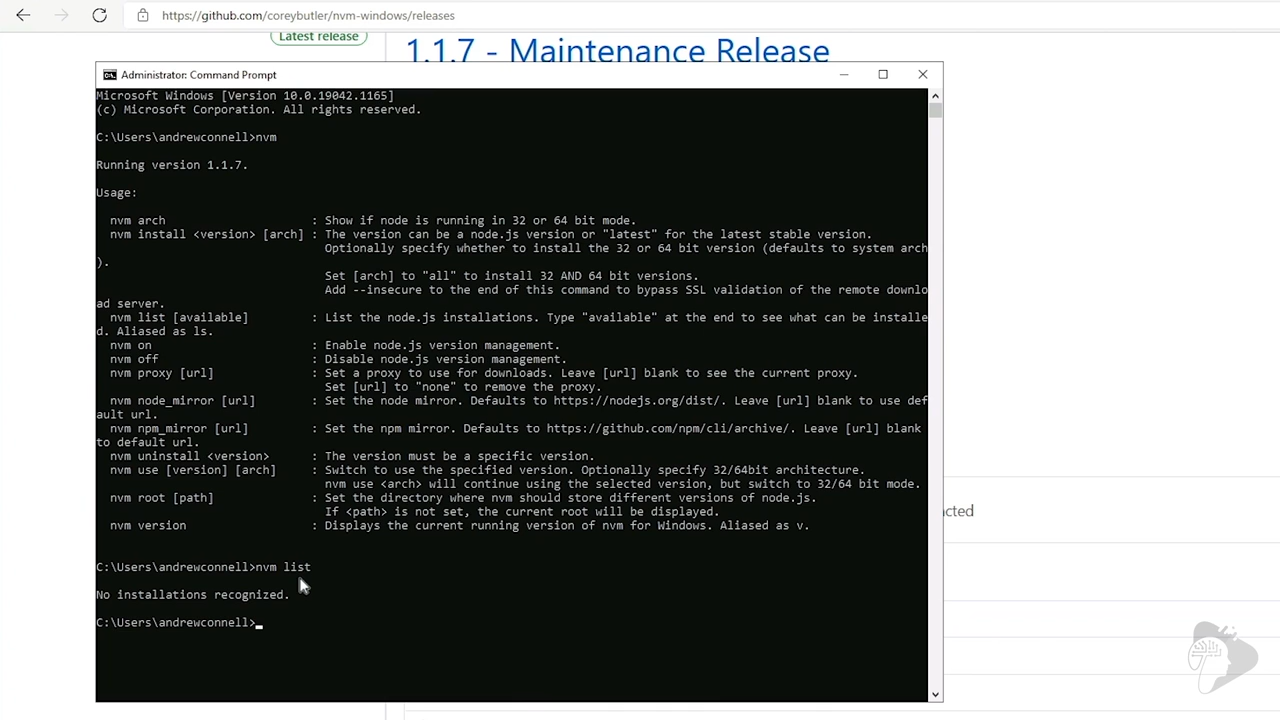 https://github.com/coreybutler/nvm-windows/releases
Latest release
1.1.7 - Maintenance Release
Administrator: Command Prompt
Microsoft Windows [Version 10.0.19042.1165]
(c) Microsoft Corporation. All rights reserved.
C:\Users\andrewconnell>nvm
Running version 1.1.7.
Usage:
nvm arch : Show if node is running in 32 or 64 bit mode.
nvm install <version> [arch] : The version can be a node.js version or "latest" for the latest stable version.
Optionally specify whether to install the 32 or 64 bit version (defaults to system arch
).
Set [arch] to "all" to install 32 AND 64 bit versions.
Add --insecure to the end of this command to bypass SSL validation of the remote downlo
ad server.
nvm list [available] : List the node.js installations. Type "available" at the end to see what can be installe
d. Aliased as ls.
nvm on : Enable node.js version management.
nvm off : Disable node.js version management.
nvm proxy [url] : Set a proxy to use for downloads. Leave [url] blank to see the current proxy.
Set [url] to "none" to remove the proxy.
nvm node_mirror [url] : Set the node mirror. Defaults to https://nodejs.org/dist/. Leave [url] blank to use def
ault url.
nvm npm_mirror [url] : Set the npm mirror. Defaults to https://github.com/npm/cli/archive/. Leave [url] blank
to default url.
nvm uninstall <version> : The version must be a specific version.
nvm use [version] [arch] : Switch to use the specified version. Optionally specify 32/64bit architecture.
nvm use <arch> will continue using the selected version, but switch to 32/64 bit mode.
nvm root [path] : Set the directory where nvm should store different versions of node.js.
If <path> is not set, the current root will be displayed.
nvm version : Displays the current running version of nvm for Windows. Aliased as v.
acted
C:\Users\andrewconnell>nvm list
No installations recognized.
C:\Users\andrewconnell>